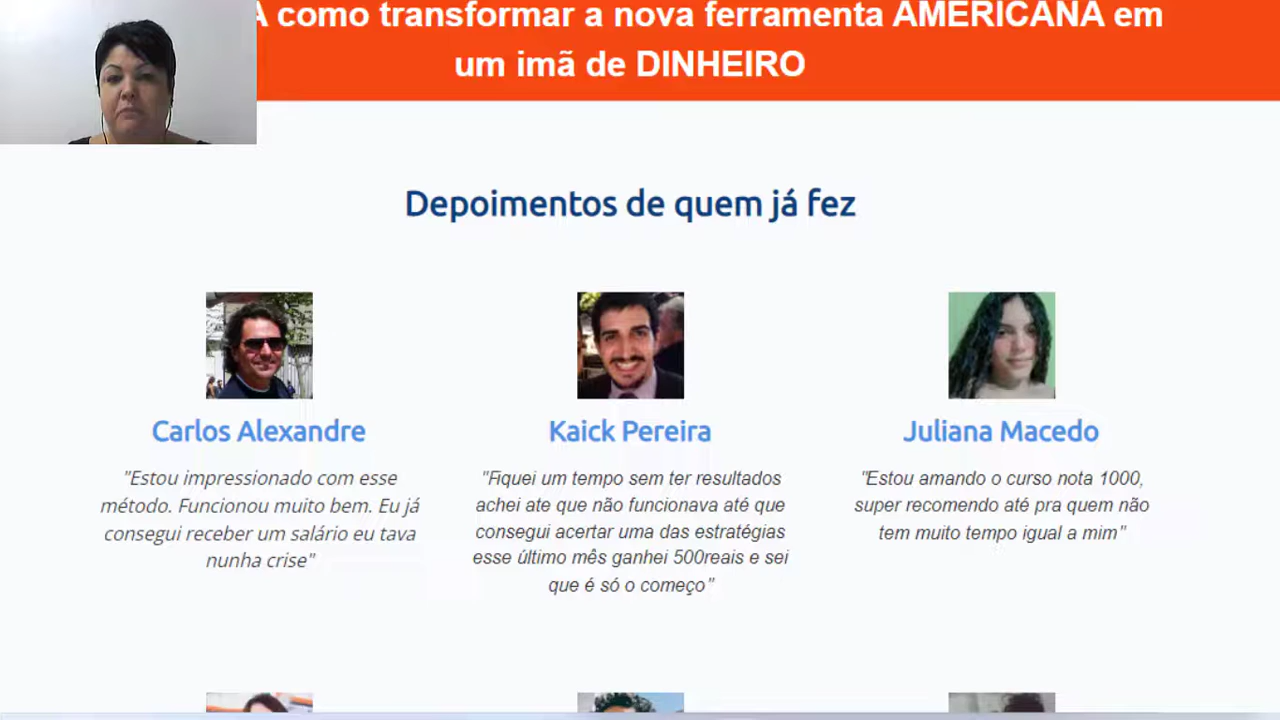 A como transformar a nova ferramenta AMERICANA em
um imã de DINHEIRO
Depoimentos de quem já fez
Carlos Alexandre
"Estou impressionado com esse
método. Funcionou muito bem. Eu já
consegui receber um salário eu tava
nunha crise"
Kaick Pereira
"Fiquei um tempo sem ter resultados
achei ate que não funcionava até que
consegui acertar uma das estratégias
esse último mês ganhei 500reais e sei
que é só o começo"
Juliana Macedo
"Estou amando o curso nota 1000,
super recomendo até pra quem não
tem muito tempo igual a mim"